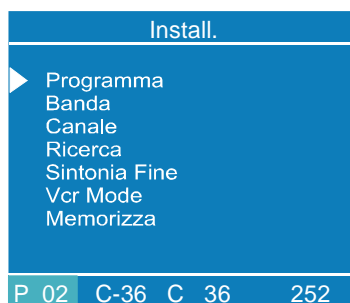 Install.
Programma
Banda
Canale
Ricerca
Sintonia Fine
Vcr Mode
Memorizza
P 02 C-36 C 36 252